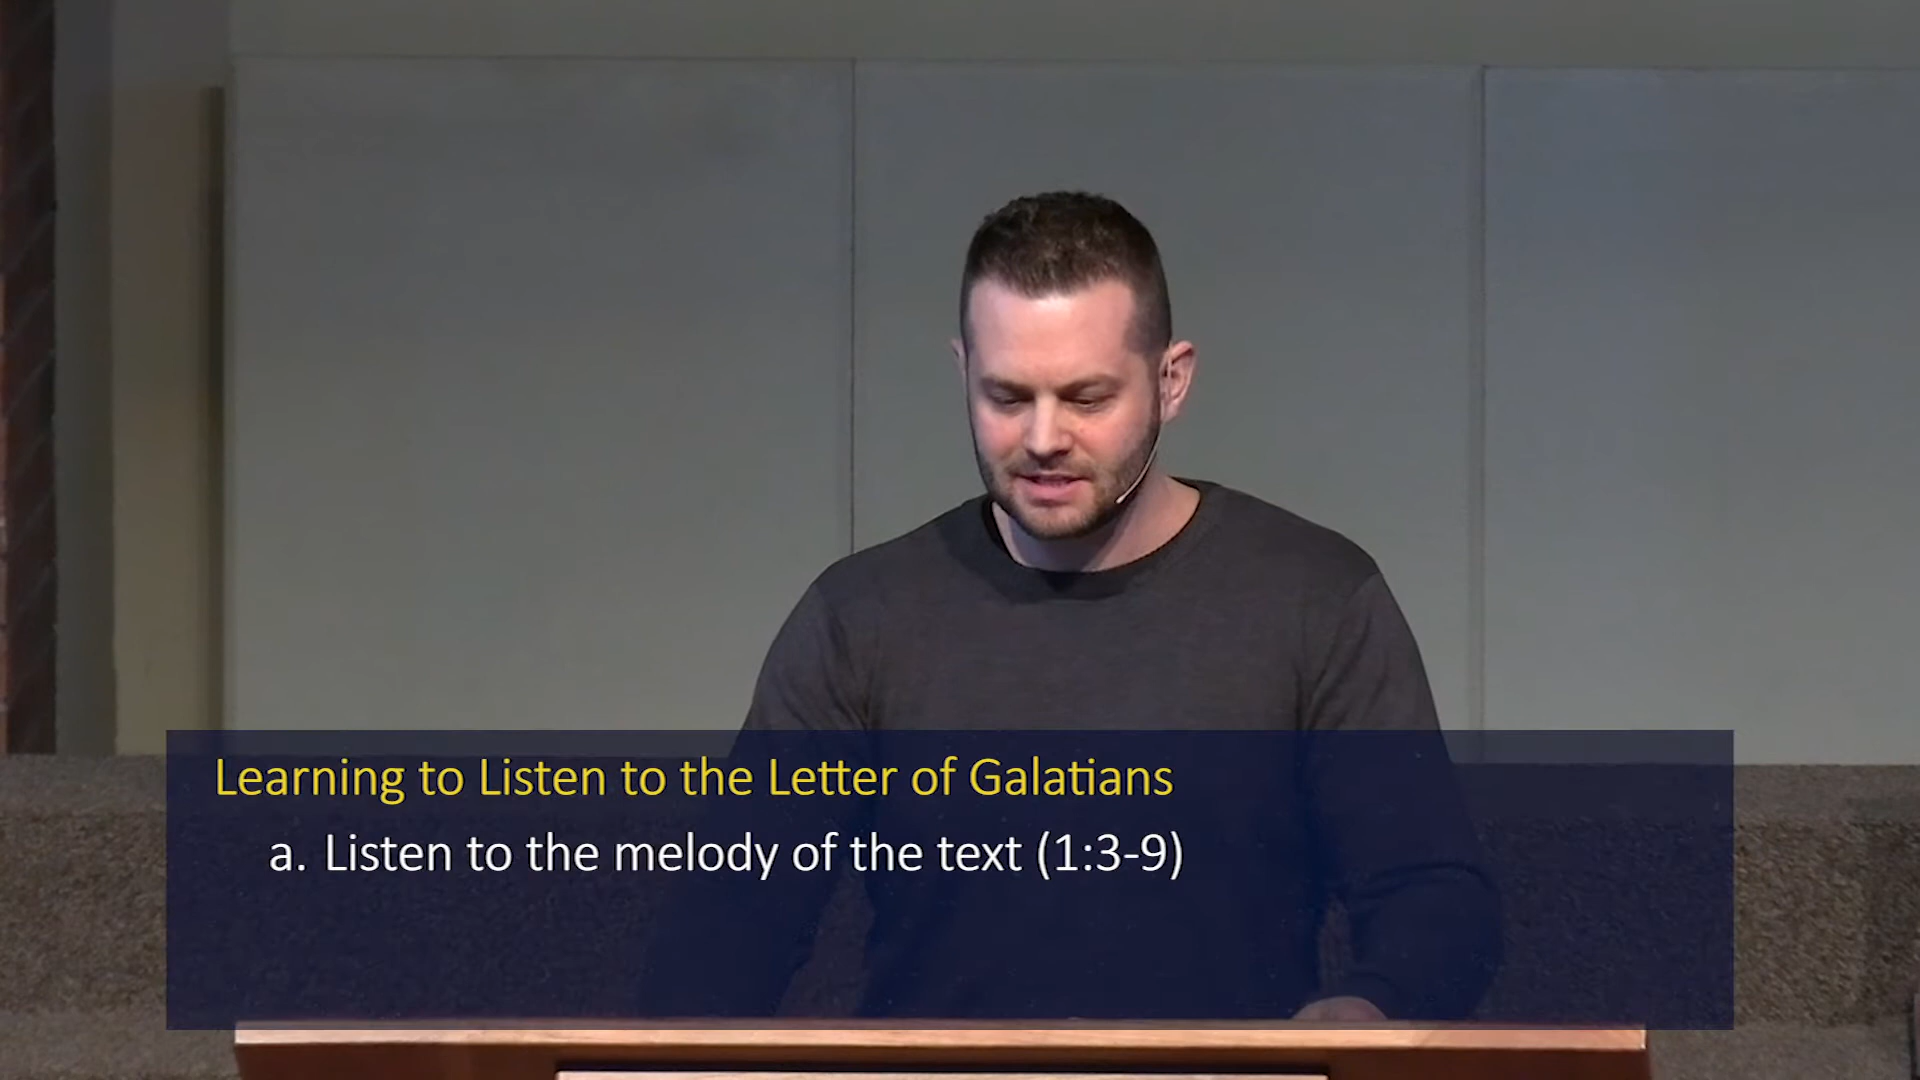 Learning to Listen to the Letter of Galatians
a. Listen to the melody of the text (1:3-9)